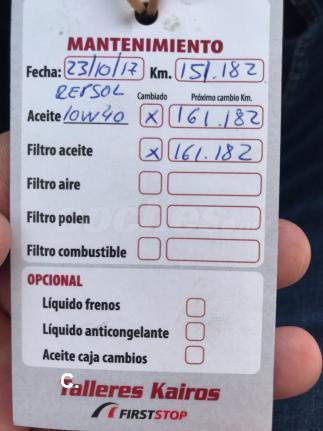 MANTENIMIENTO
Fecha: 23/10/17 Km. 151.182
REPSOL Cambiado Próximo cambio Km.
Aceite 10W40 X 161.182
Filtro aceite X 161.182
Filtro aire
Filtro polen
Filtro combustible
OPCIONAL
Líquido frenos
Líquido anticongelante
Aceite caja cambios
Talleres Kairos
FIRSTSTOP